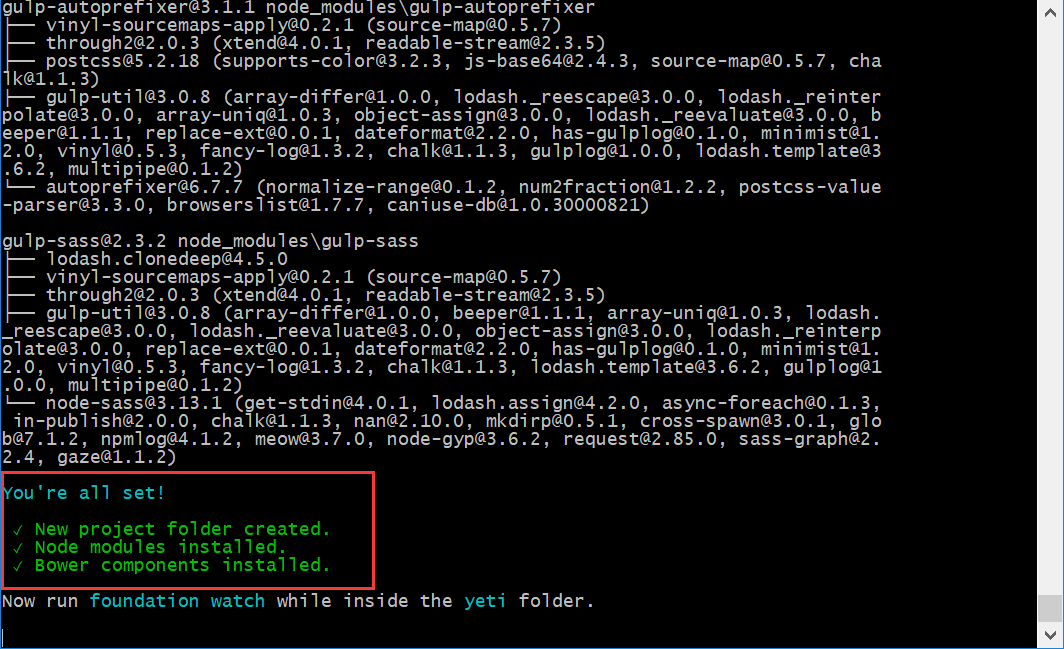 gulp-autoprefixer@3.1.1 node_modules\gulp-autoprefixer
├── vinyl-sourcemaps-apply@0.2.1 (source-map@0.5.7)
├── through2@2.0.3 (xtend@4.0.1, readable-stream@2.3.5)
├── postcss@5.2.18 (supports-color@3.2.3, js-base64@2.4.3, source-map@0.5.7, cha
lk@1.1.3)
├── gulp-util@3.0.8 (array-differ@1.0.0, lodash._reescape@3.0.0, lodash._reinter
polate@3.0.0, array-uniq@1.0.3, object-assign@3.0.0, lodash._reevaluate@3.0.0, b
eeper@1.1.1, replace-ext@0.0.1, dateformat@2.2.0, has-gulplog@0.1.0, minimist@1.
2.0, vinyl@0.5.3, fancy-log@1.3.2, chalk@1.1.3, gulplog@1.0.0, lodash.template@3
.6.2, multipipe@0.1.2)
└── autoprefixer@6.7.7 (normalize-range@0.1.2, num2fraction@1.2.2, postcss-value
-parser@3.3.0, browserslist@1.7.7, caniuse-db@1.0.30000821)
gulp-sass@2.3.2 node_modules\gulp-sass
├── lodash.clonedeep@4.5.0
├── vinyl-sourcemaps-apply@0.2.1 (source-map@0.5.7)
├── through2@2.0.3 (xtend@4.0.1, readable-stream@2.3.5)
├── gulp-util@3.0.8 (array-differ@1.0.0, beeper@1.1.1, array-uniq@1.0.3, lodash.
_reescape@3.0.0, lodash._reevaluate@3.0.0, object-assign@3.0.0, lodash._reinterp
olate@3.0.0, replace-ext@0.0.1, dateformat@2.2.0, has-gulplog@0.1.0, minimist@1.
2.0, vinyl@0.5.3, fancy-log@1.3.2, chalk@1.1.3, lodash.template@3.6.2, gulplog@1
.0.0, multipipe@0.1.2)
└── node-sass@3.13.1 (get-stdin@4.0.1, lodash.assign@4.2.0, async-foreach@0.1.3,
 in-publish@2.0.0, chalk@1.1.3, nan@2.10.0, mkdirp@0.5.1, cross-spawn@3.0.1, glo
b@7.1.2, npmlog@4.1.2, meow@3.7.0, node-gyp@3.6.2, request@2.85.0, sass-graph@2.
2.4, gaze@1.1.2)
You're all set!
✓ New project folder created.
✓ Node modules installed.
✓ Bower components installed.
Now run foundation watch while inside the yeti folder.